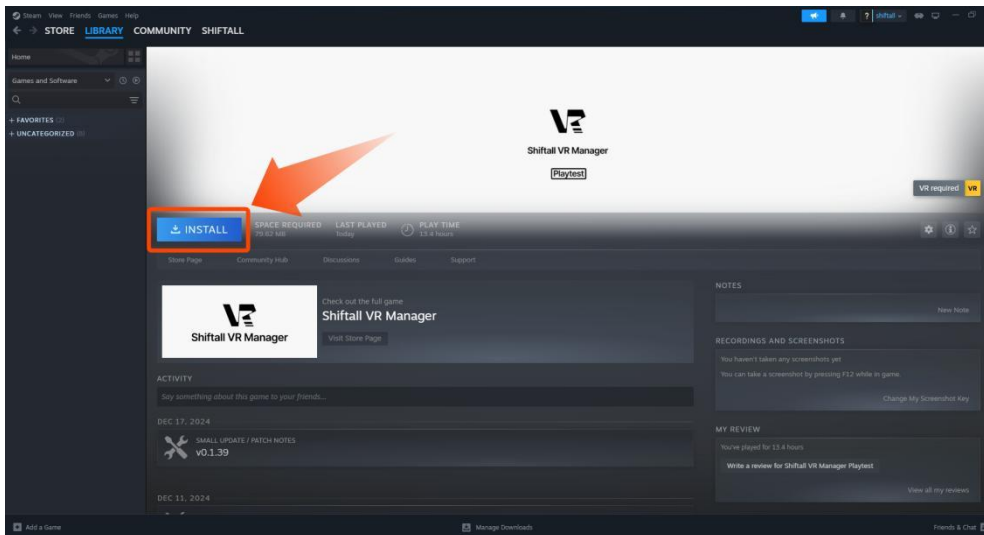 Steam View Friends Games Help
? shiftall
STORE LIBRARY COMMUNITY SHIFTALL
Home
Games and Software
+ FAVORITES (2)
+ UNCATEGORIZED
Shiftall VR Manager
Playtest
VR required VR
INSTALL
SPACE REQUIRED
79.62 MB
LAST PLAYED
Today
PLAY TIME
13.4 hours
Store Page Community Hub Discussions Guides Support
Shiftall VR Manager
Check out the full game
Shiftall VR Manager
Visit Store Page
ACTIVITY
Say something about this game to your friends...
DEC 17, 2024
SMALL UPDATE / PATCH NOTES
v0.1.39
DEC 11, 2024
NOTES
New Note
RECORDINGS AND SCREENSHOTS
You haven't taken any screenshots yet
You can take a screenshot by pressing F12 while in game.
Change My Screenshot Key
MY REVIEW
You've played for 13.4 hours
Write a review for Shiftall VR Manager Playtest
View all my reviews
Add a Game
Manage Downloads
Friends & Chat